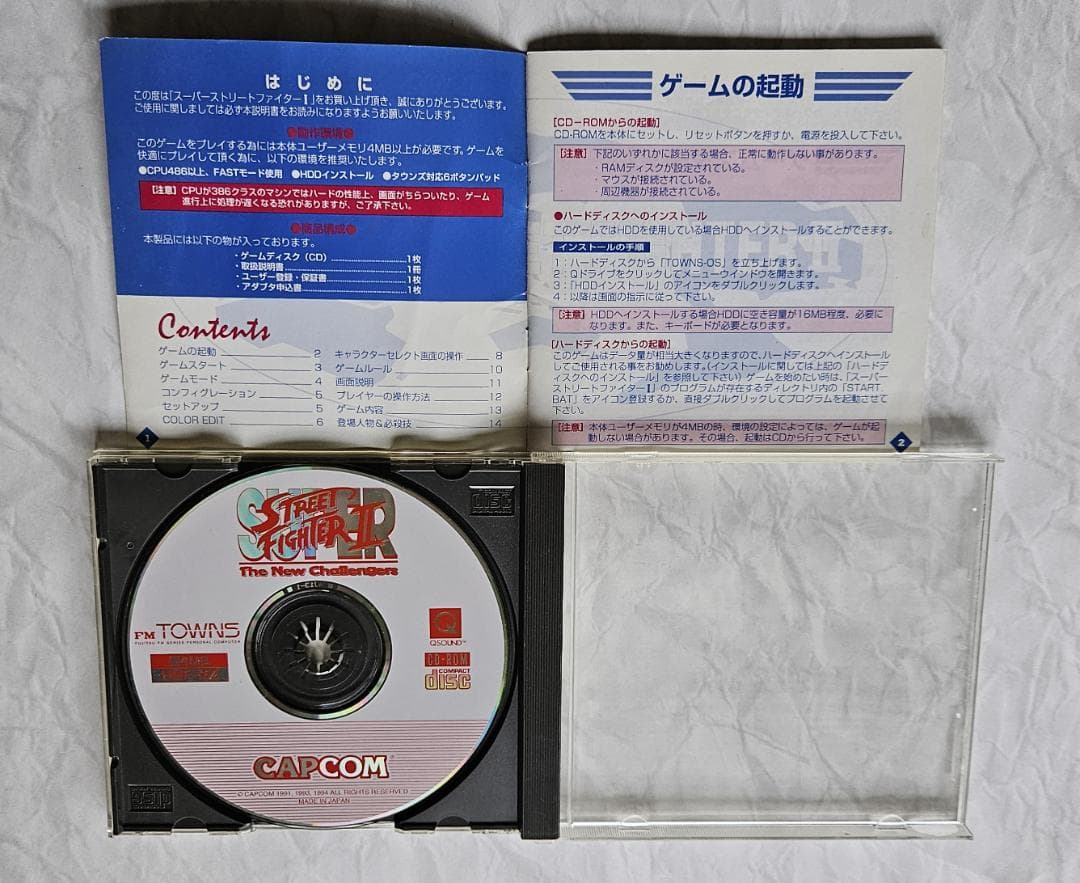 はじめに
この度は「スーパーストリートファイターⅡ」をお買い上げ頂き、誠にありがとうございます。
ご使用に関しましては必ず本説明書をお読みになりますようお願いいたします。
●動作環境●
このゲームをプレイする為には本体ユーザーメモリ4MB以上が必要です。ゲームを
快適にプレイして頂く為に、以下の環境を推奨いたします。
●CPU486以上、FASTモード使用 ●HDDインストール ●タウンズ対応6ボタンパッド
[注意] CPUが386クラスのマシンではハードの性能上、画面がちらついたり、ゲーム
進行上に処理が遅くなる恐れがありますが、ご了承下さい。
●商品構成●
本製品には以下の物が入っております。
・ゲームディスク(CD)............1枚
・取扱説明書............1冊
・ユーザー登録・保証書............1枚
・アダプタ申込書............1枚
Contents
ゲームの起動 2
ゲームスタート 3
ゲームモード 4
コンフィグレーション 5
セットアップ 5
COLOR EDIT 6
キャラクターセレクト画面の操作 8
ゲームルール 10
画面説明 11
プレイヤーの操作方法 12
ゲーム内容 13
登場人物&必殺技 14
1
ゲームの起動
[CD-ROMからの起動]
CD-ROMを本体にセットし、リセットボタンを押すか、電源を投入して下さい。
[注意] 下記のいずれかに該当する場合、正常に動作しない事があります。
・RAMディスクが設定されている。
・マウスが接続されている。
・周辺機器が接続されている。
●ハードディスクへのインストール
このゲームではHDDを使用している場合HDDへインストールすることができます。
インストールの手順
1:ハードディスクから「TOWNS-OS」を立ち上げます。
2:Qドライブをクリックしてメニューウインドウを開きます。
3:「HDDインストール」のアイコンをダブルクリックします。
4:以降は画面の指示に従って下さい。
[注意] HDDへインストールする場合HDDに空き容量が16MB程度、必要に
なります。また、キーボードが必要となります。
[ハードディスクからの起動]
このゲームはデータ量が相当大きくなりますので、ハードディスクへインストール
してご使用される事をお勧めします。(インストールに関しては上記の「ハードデ
ィスクへのインストール」を参照して下さい)ゲームを始めたい時は、「スーパー
ストリートファイターⅡ」のプログラムが存在するディレクトリ内の「START.
BAT」をアイコン登録するか、直接ダブルクリックしてプログラムを起動させて
下さい。
[注意] 本体ユーザーメモリが4MBの時、環境の設定によっては、ゲームが起
動しない場合があります。その場合、起動はCDから行って下さい。
2
SUPER
STREET
FIGHTER II
The New Challengers
FM TOWNS
FUJITSU FM SERIES PERSONAL COMPUTER
Q
QSOUND™
CD-ROM
COMPACT
disc
CAPCOM
© CAPCOM 1991, 1993, 1994 ALL RIGHTS RESERVED
MADE IN JAPAN